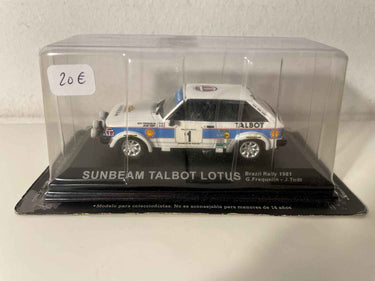 20€
TALBOT
1
SUNBEAM TALBOT LOTUS
Brazil Rally 1981
G.Frequelin - J.Todt
•Modelo para coleccionistas. No es aconsejable para menores de 14 años